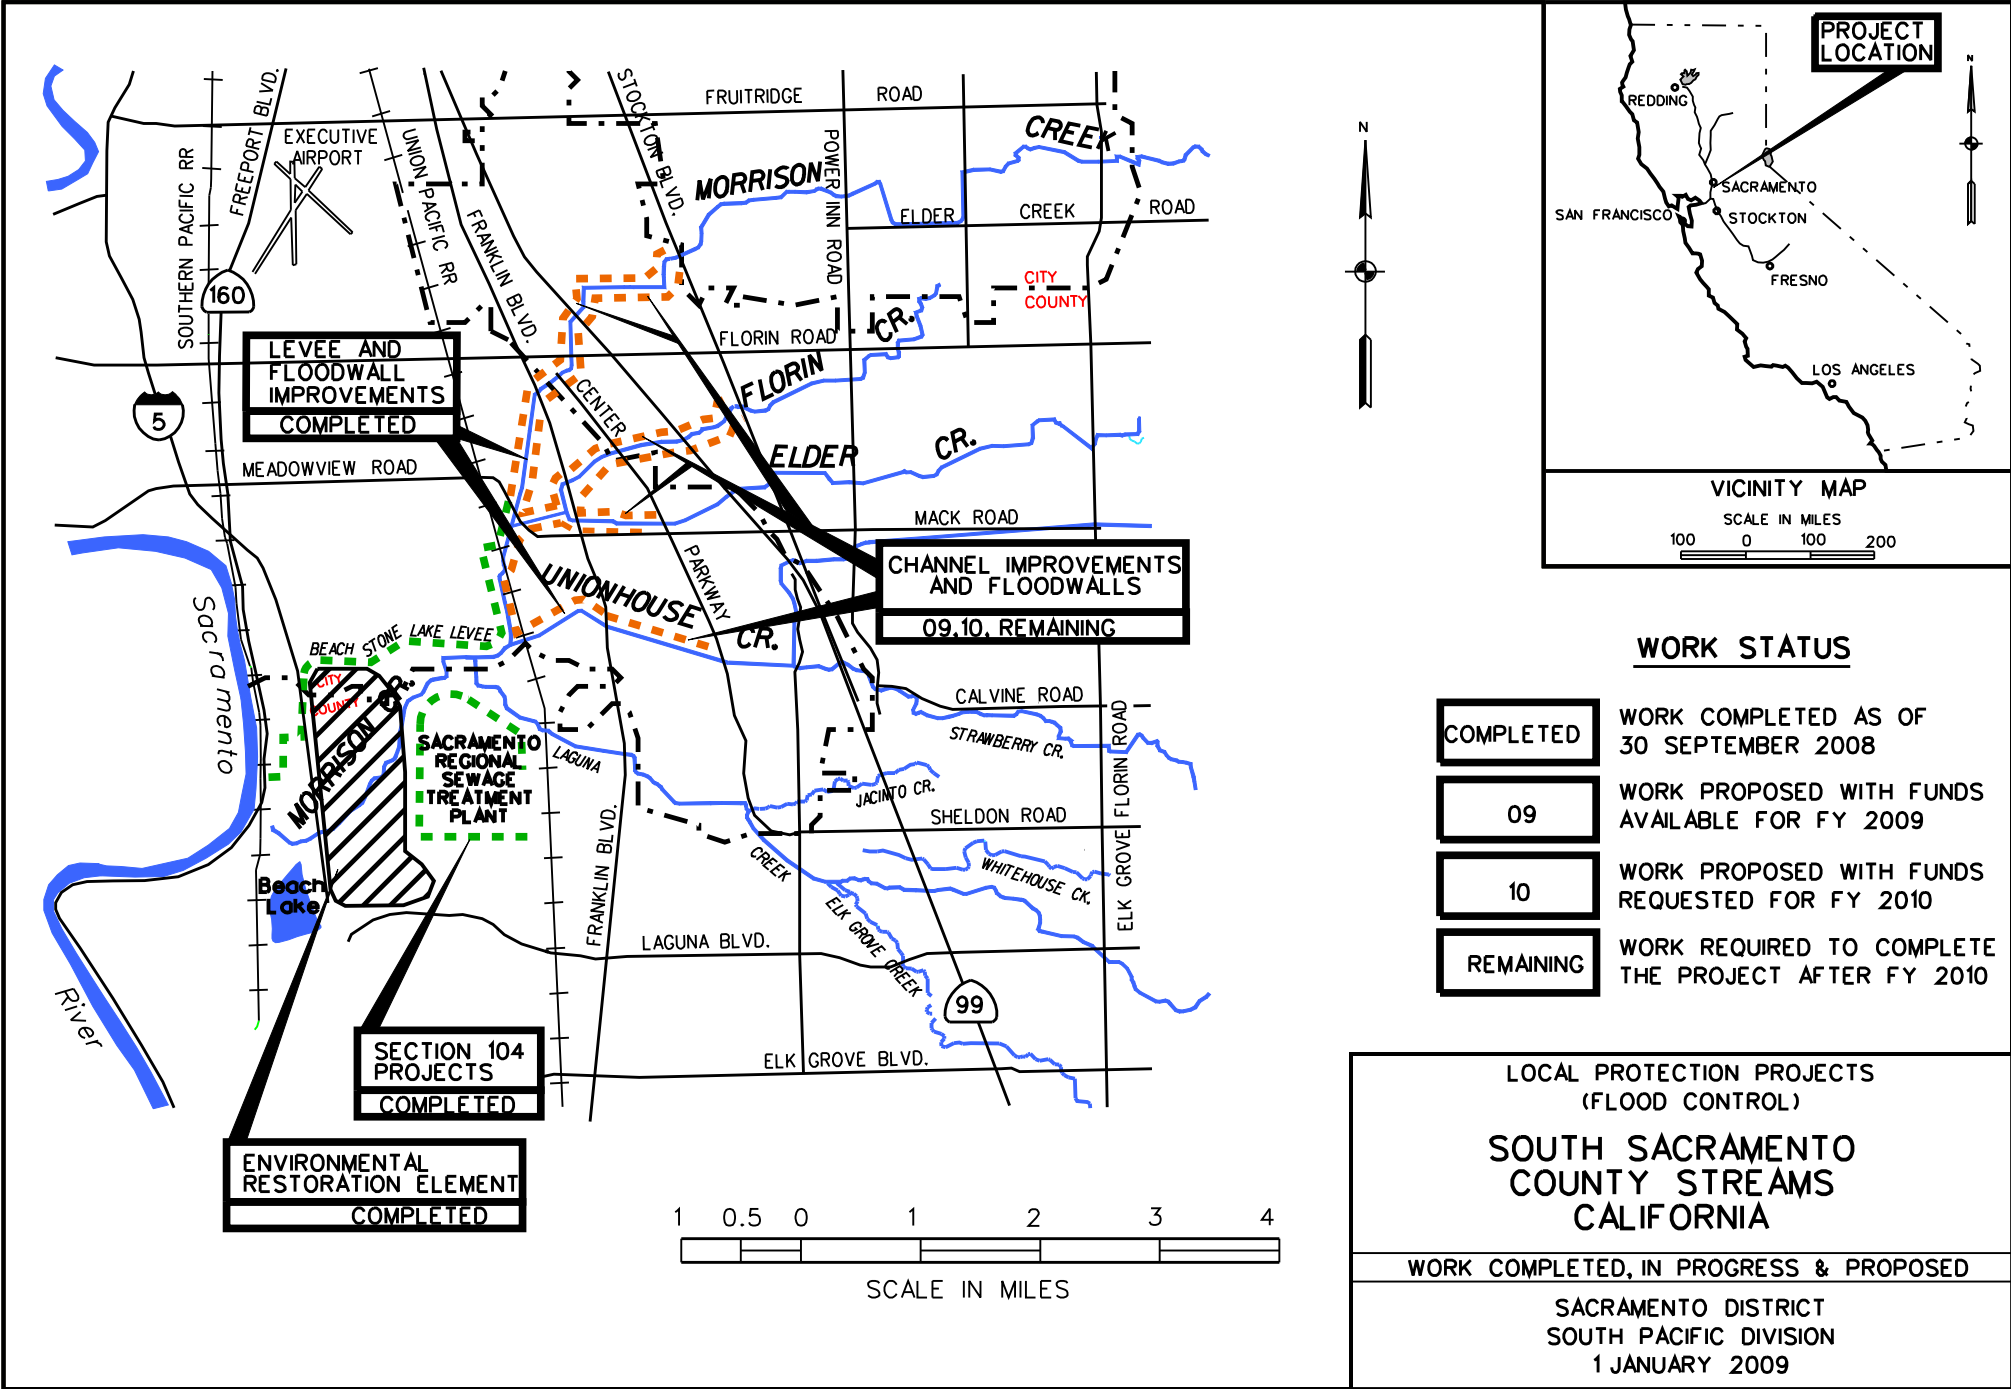 FRUITRIDGE ROAD
EXECUTIVE
AIRPORT
SOUTHERN PACIFIC RR
FREEPORT BLVD.
UNION PACIFIC RR
FRANKLIN BLVD.
STOCKTON BLVD.
POWER INN ROAD
MORRISON CREEK
ELDER CREEK ROAD
CITY
COUNTY
160
5
FLORIN ROAD
FLORIN CR.
CENTER PARKWAY
ELDER CR.
LEVEE AND
FLOODWALL
IMPROVEMENTS
COMPLETED
MEADOWVIEW ROAD
MACK ROAD
CHANNEL IMPROVEMENTS
AND FLOODWALLS
09,10, REMAINING
UNIONHOUSE CR.
BEACH STONE LAKE LEVEE
CITY
COUNTY
MORRISON CR.
Sacramento
River
SACRAMENTO
REGIONAL
SEWAGE
TREATMENT
PLANT
LAGUNA CREEK
CALVINE ROAD
STRAWBERRY CR.
JACINTO CR.
SHELDON ROAD
WHITEHOUSE CK.
ELK GROVE FLORIN ROAD
ELK GROVE CREEK
FRANKLIN BLVD.
LAGUNA BLVD.
99
ELK GROVE BLVD.
Beach
Lake
SECTION 104
PROJECTS
COMPLETED
ENVIRONMENTAL
RESTORATION ELEMENT
COMPLETED
1 0.5 0 1 2 3 4
SCALE IN MILES
N
PROJECT
LOCATION
N
REDDING
SACRAMENTO
SAN FRANCISCO
STOCKTON
FRESNO
LOS ANGELES
VICINITY MAP
SCALE IN MILES
100 0 100 200
WORK STATUS
COMPLETED
WORK COMPLETED AS OF
30 SEPTEMBER 2008
09
WORK PROPOSED WITH FUNDS
AVAILABLE FOR FY 2009
10
WORK PROPOSED WITH FUNDS
REQUESTED FOR FY 2010
REMAINING
WORK REQUIRED TO COMPLETE
THE PROJECT AFTER FY 2010
LOCAL PROTECTION PROJECTS
(FLOOD CONTROL)
SOUTH SACRAMENTO
COUNTY STREAMS
CALIFORNIA
WORK COMPLETED, IN PROGRESS & PROPOSED
SACRAMENTO DISTRICT
SOUTH PACIFIC DIVISION
1 JANUARY 2009